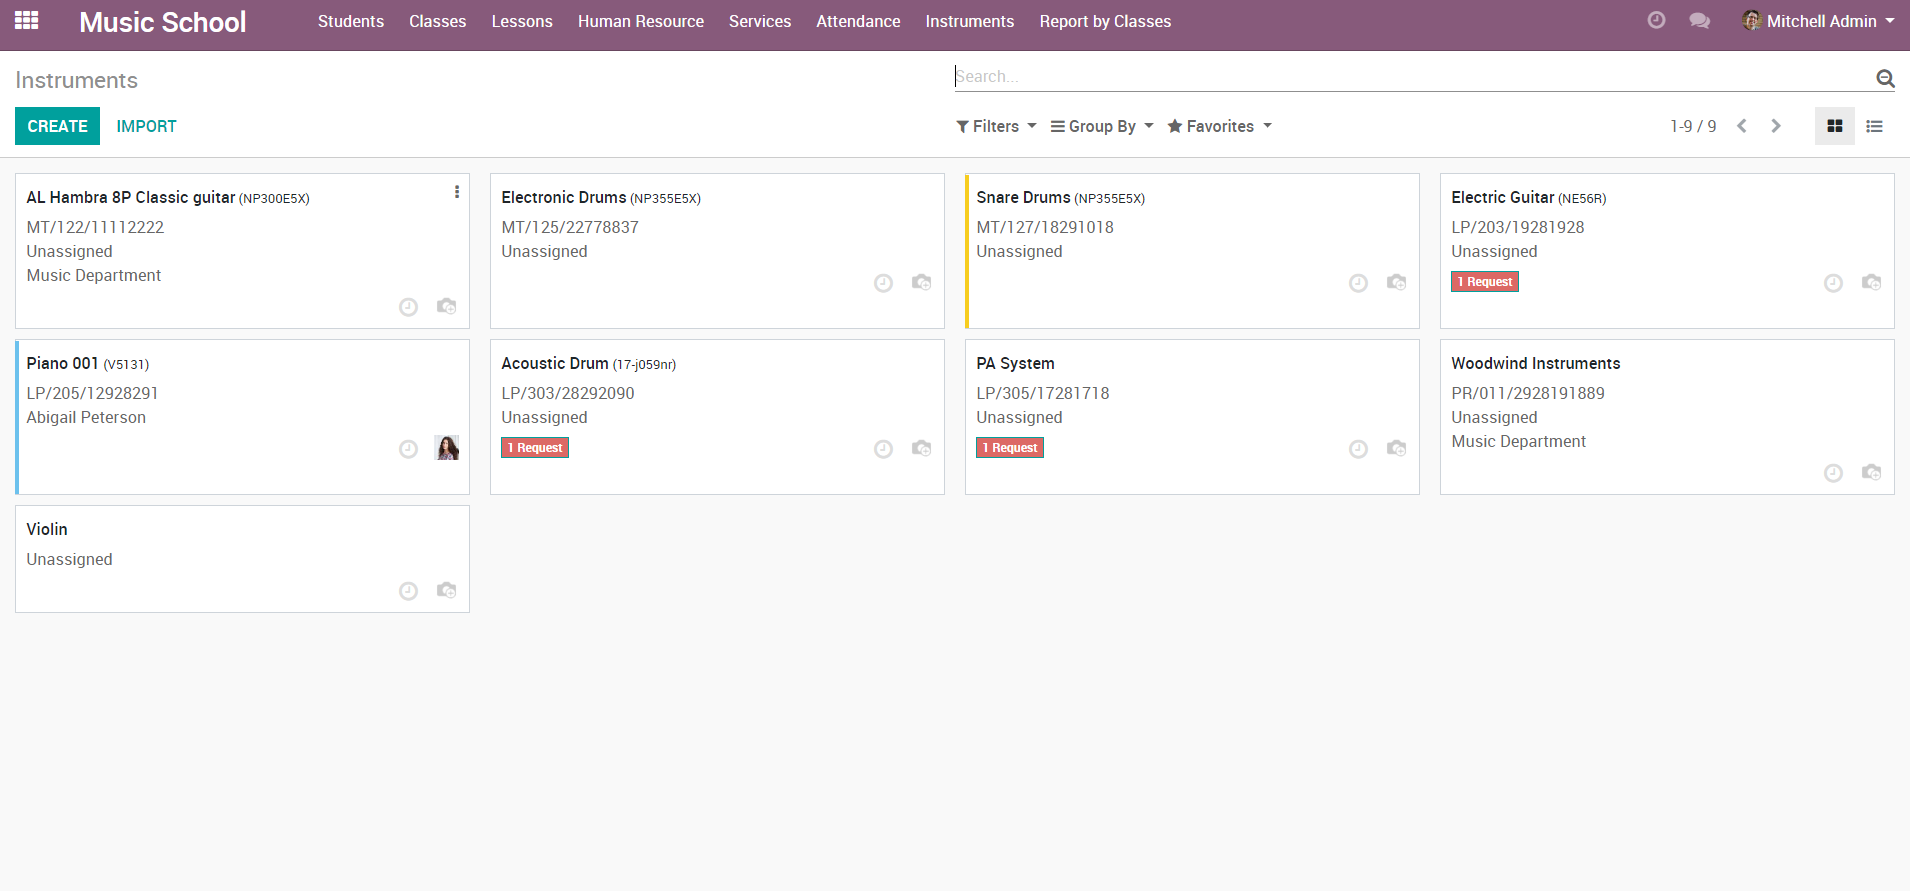 Music School
Students Classes Lessons Human Resource Services Attendance Instruments Report by Classes
Mitchell Admin
Instruments
Search...
CREATE IMPORT
Filters Group By Favorites
1-9 / 9
AL Hambra 8P Classic guitar (NP300E5X)
MT/122/11112222
Unassigned
Music Department
Electronic Drums (NP355E5X)
MT/125/22778837
Unassigned
Snare Drums (NP355E5X)
MT/127/18291018
Unassigned
Electric Guitar (NE56R)
LP/203/19281928
Unassigned
1 Request
Piano 001 (V5131)
LP/205/12928291
Abigail Peterson
Acoustic Drum (17-j059nr)
LP/303/28292090
Unassigned
1 Request
PA System
LP/305/17281718
Unassigned
1 Request
Woodwind Instruments
PR/011/2928191889
Unassigned
Music Department
Violin
Unassigned